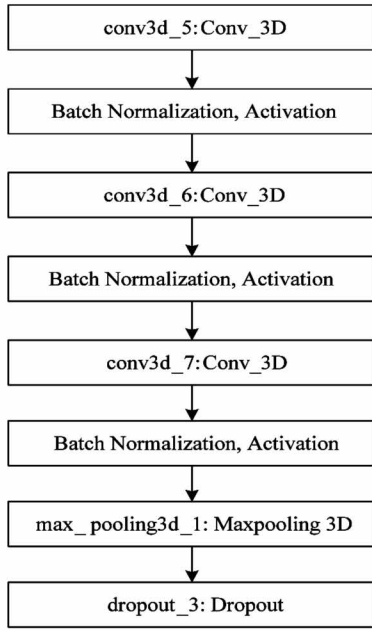 conv3d_5:Conv_3D
Batch Normalization, Activation
conv3d_6:Conv_3D
Batch Normalization, Activation
conv3d_7:Conv_3D
Batch Normalization, Activation
max_ pooling3d_1: Maxpooling 3D
dropout_3: Dropout